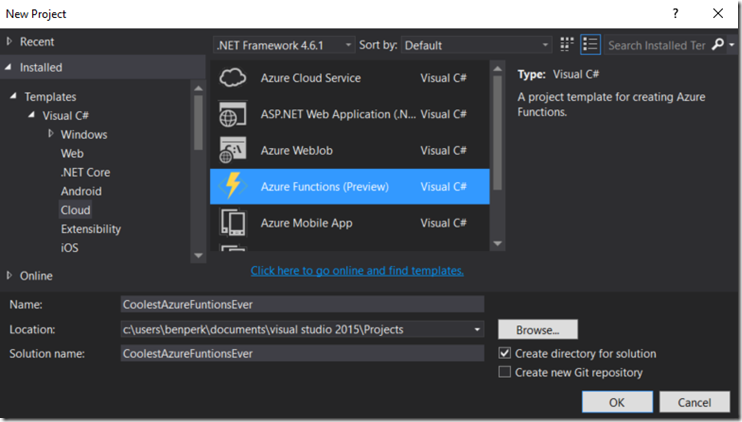 New Project
? ×
Recent
.NET Framework 4.6.1 Sort by: Default
Search Installed Ter
Installed
Templates
Visual C#
Windows
Web
.NET Core
Android
Cloud
Extensibility
iOS
Online
Azure Cloud Service Visual C#
ASP.NET Web Application (.N... Visual C#
Azure WebJob Visual C#
Azure Functions (Preview) Visual C#
Azure Mobile App Visual C#
Type: Visual C#
A project template for creating Azure
Functions.
Click here to go online and find templates.
Name: CoolestAzureFuntionsEver
Location: c:\users\benperk\documents\visual studio 2015\Projects Browse...
Solution name: CoolestAzureFuntionsEver
Create directory for solution
Create new Git repository
OK Cancel